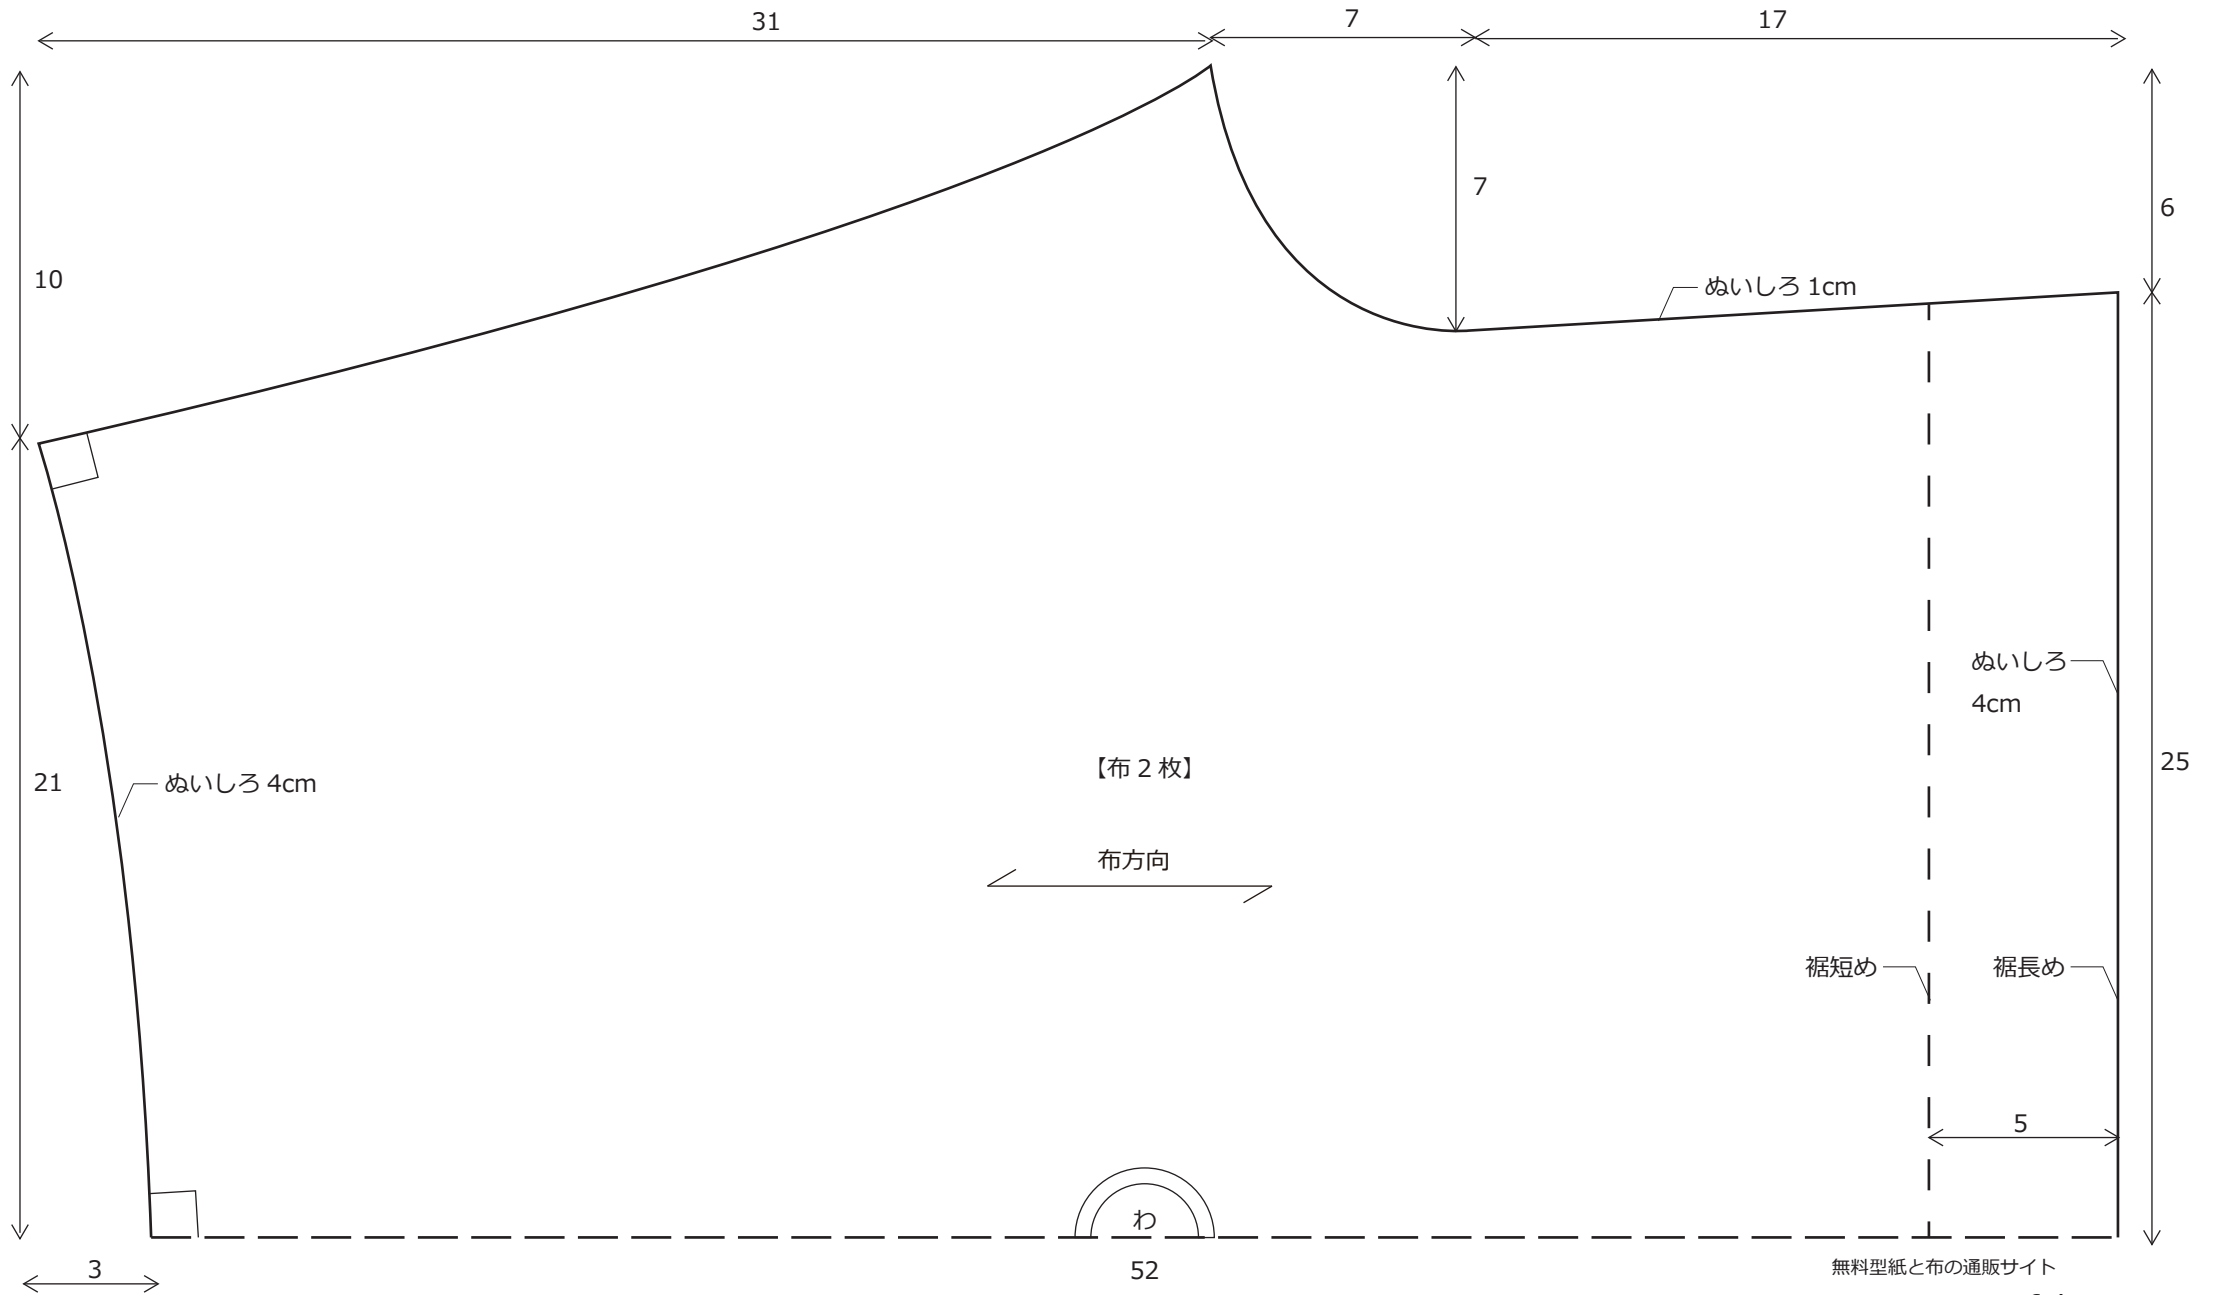 31
7
17
10
7
6
ぬいしろ 1cm
ぬいしろ
4cm
【布 2 枚】
25
21
ぬいしろ 4cm
布方向
裾短め
裾長め
5
わ
3
52
無料型紙と布の通販サイト